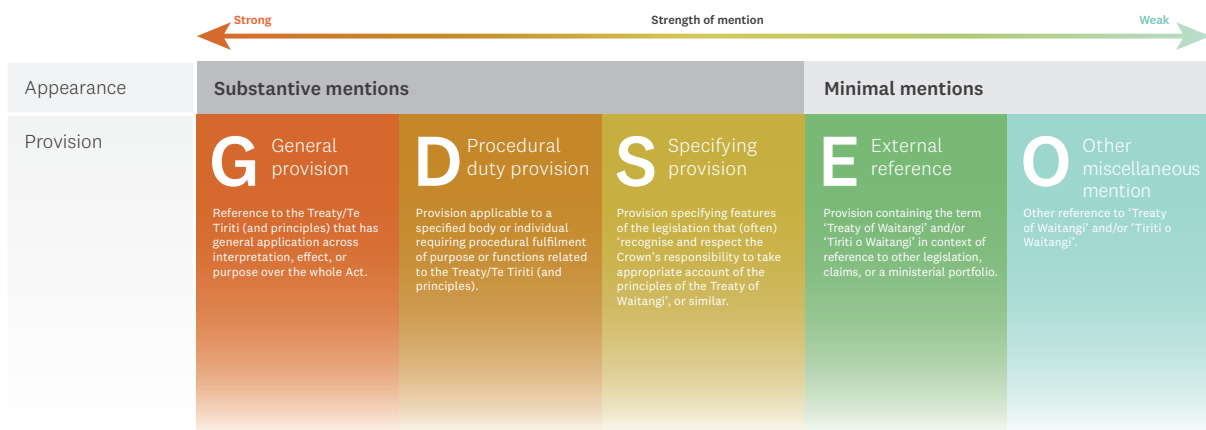 Strong
Strength of mention
Weak
Appearance
Substantive mentions
Minimal mentions
Provision
G
General
provision
Reference to the Treaty/Te
Tiriti (and principles) that has
general application across
interpretation, effect, or
purpose over the whole Act.
D
Procedural
duty provision
Provision applicable to a
specified body or individual
requiring procedural fulfilment
of purpose or functions related
to the Treaty/Te Tiriti (and
principles).
S
Specifying
provision
Provision specifying features
of the legislation that (often)
‘recognise and respect the
Crown’s responsibility to take
appropriate account of the
principles of the Treaty of
Waitangi’, or similar.
E
External
reference
Provision containing the term
‘Treaty of Waitangi’ and/or
‘Tiriti o Waitangi’ in context of
reference to other legislation,
claims, or a ministerial portfolio.
O
Other
miscellaneous
mention
Other reference to ‘Treaty
of Waitangi’ and/or ‘Tiriti o
Waitangi’.